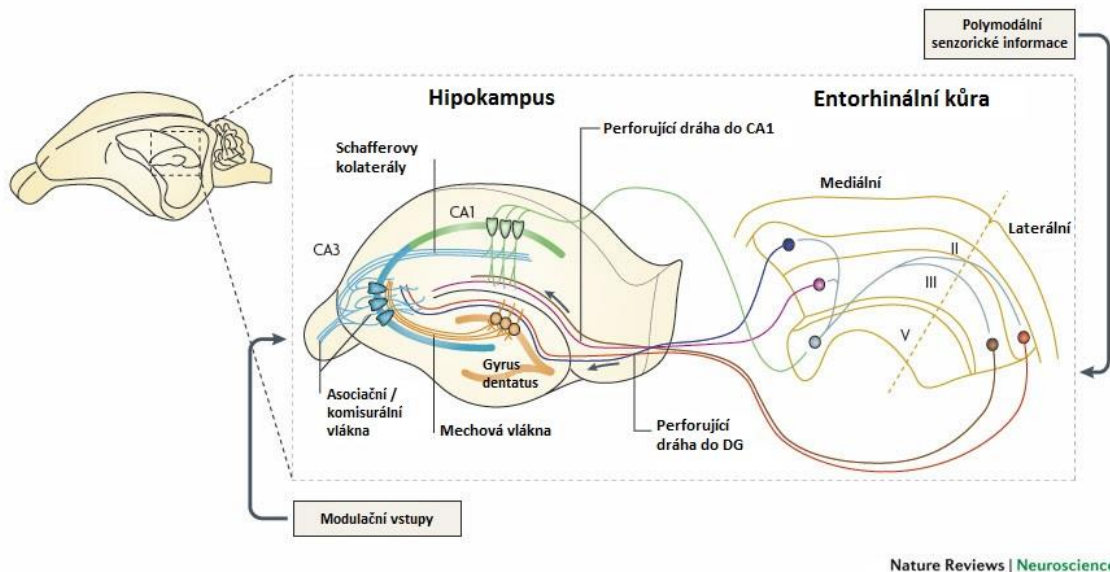 Polymodální
senzorické informace
Hipokampus
Entorhinální kůra
Perforující dráha do CA1
Schafferovy
kolaterály
Mediální
CA1
Laterální
CA3
II
III
V
Gyrus
dentatus
Asociační /
komisurální
vlákna
Mechová vlákna
Perforující
dráha do DG
Modulační vstupy
Nature Reviews | Neuroscience